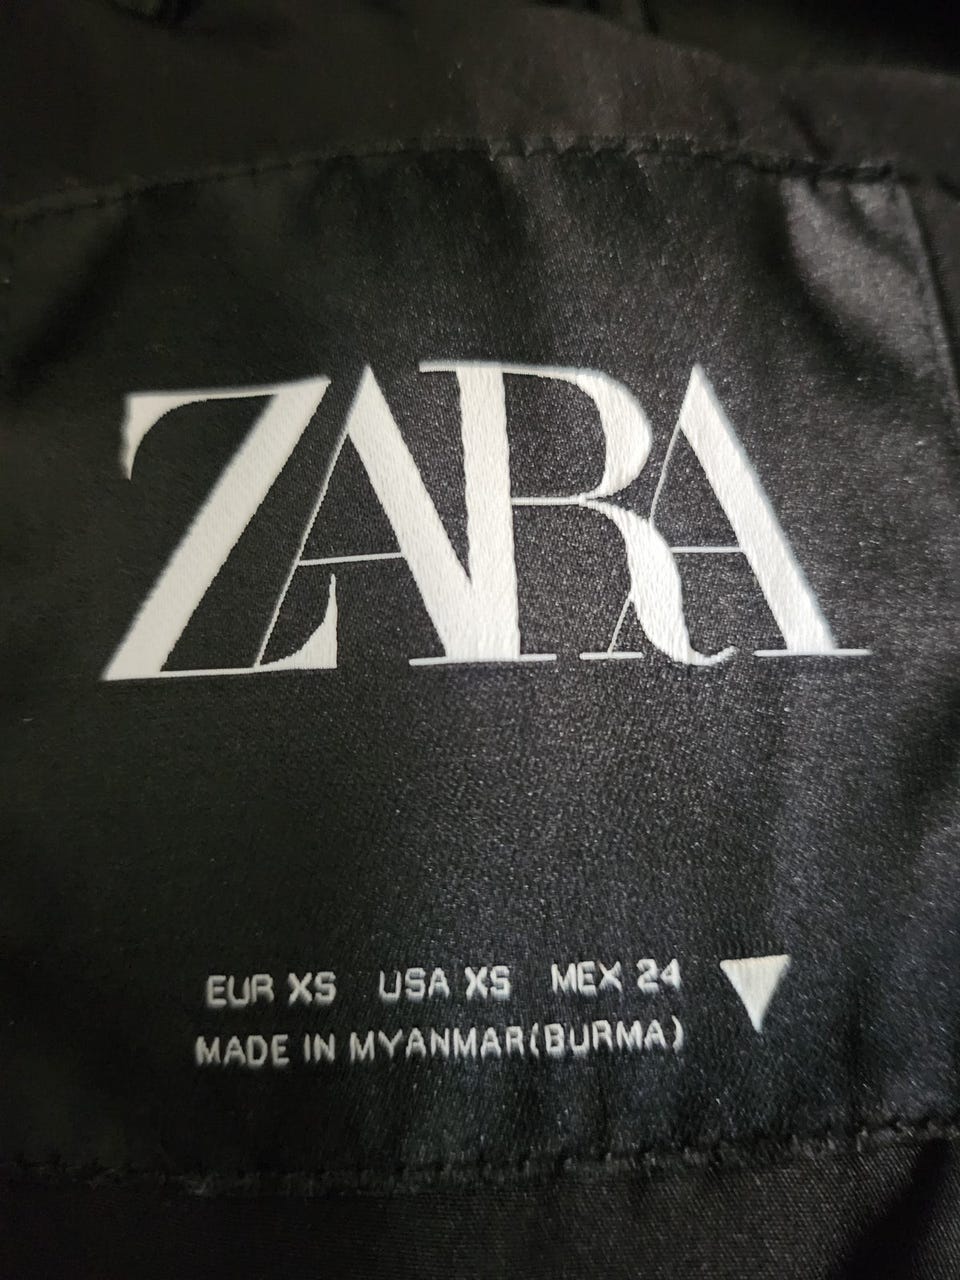 ZARA
EUR XS USA XS MEX 24
MADE IN MYANMAR(BURMA)